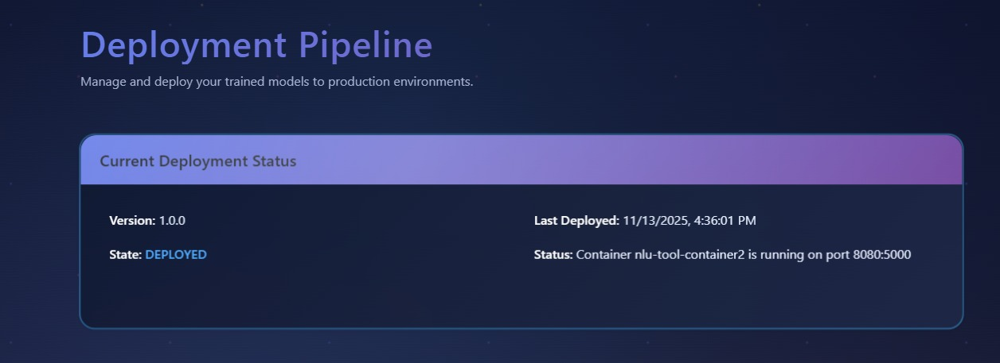 Deployment Pipeline
Manage and deploy your trained models to production environments.
Current Deployment Status
Version: 1.0.0
Last Deployed: 11/13/2025, 4:36:01 PM
State: DEPLOYED
Status: Container nlu-tool-container2 is running on port 8080:5000